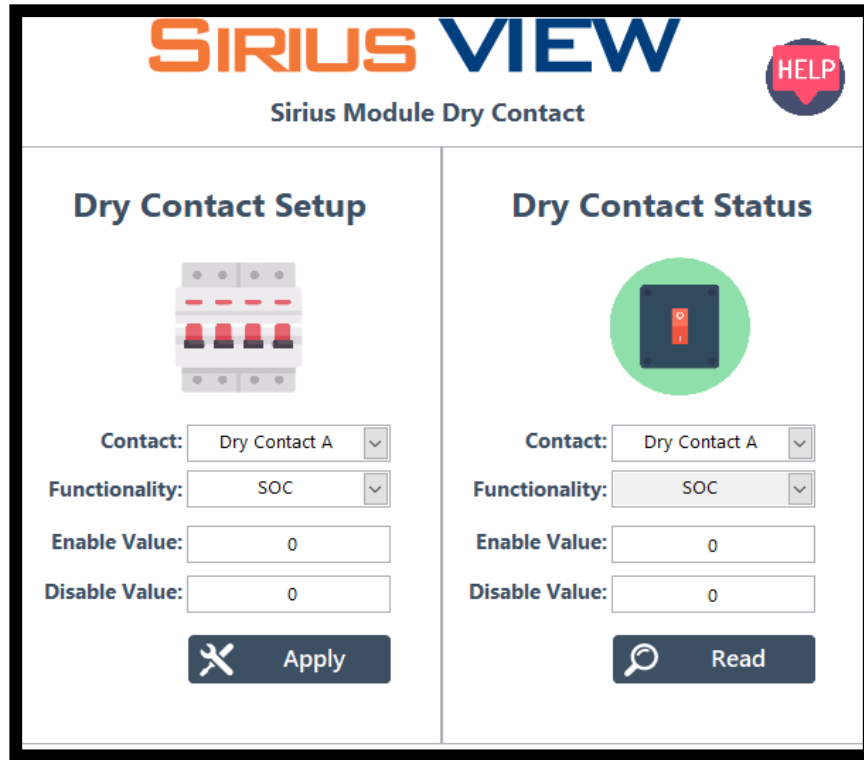 SIRIUS VIEW
HELP
Sirius Module Dry Contact
Dry Contact Setup
Contact: Dry Contact A
Functionality: SOC
Enable Value: 0
Disable Value: 0
Apply
Dry Contact Status
Contact: Dry Contact A
Functionality: SOC
Enable Value: 0
Disable Value: 0
Read